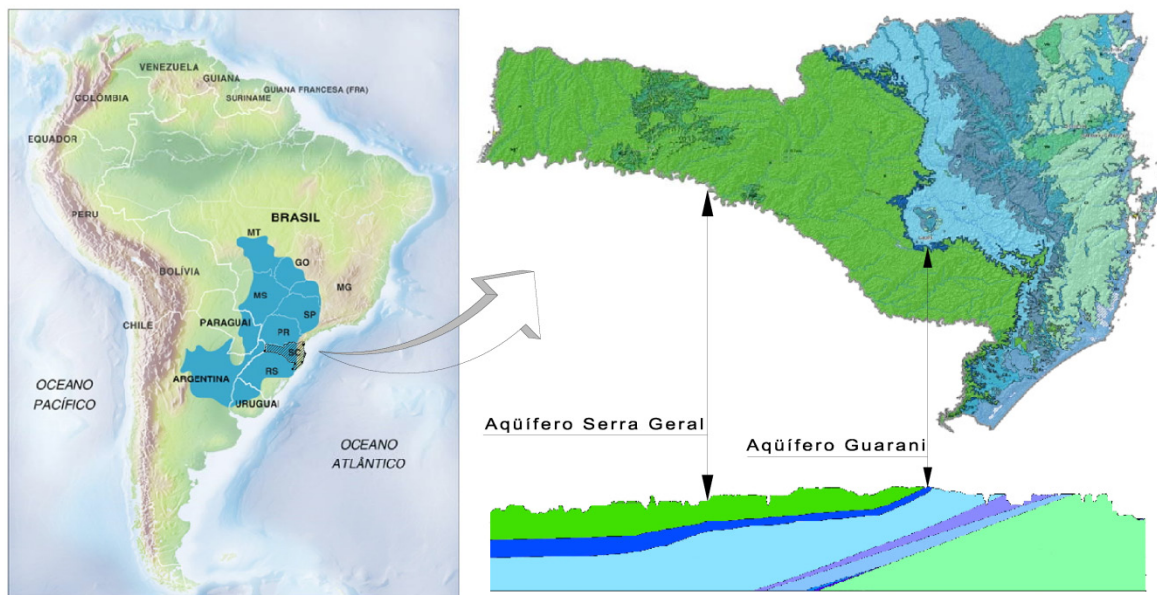 VENEZUELA
GUIANA
GUIANA FRANCESA (FRA)
SURINAME
COLÔMBIA
EQUADOR
PERU
BRASIL
MT
BOLÍVIA
GO
MS
MG
SP
PARAGUAI
CHILE
PR
SC
RS
ARGENTINA
URUGUAI
OCEANO
PACÍFICO
OCEANO
ATLÂNTICO
Aqüífero Serra Geral
Aqüífero Guarani